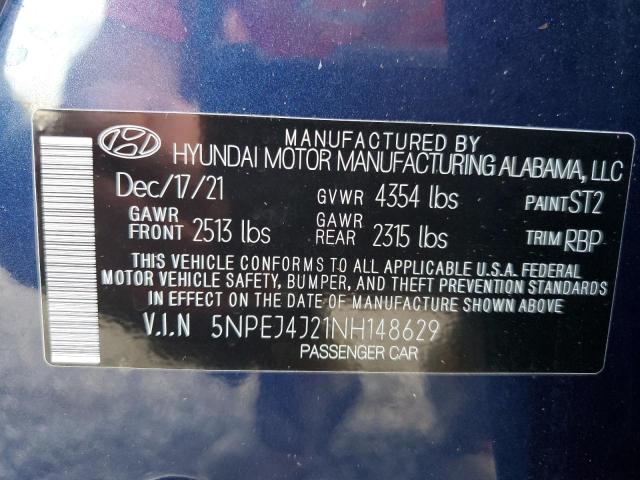 MANUFACTURED BY
HYUNDAI MOTOR MANUFACTURING ALABAMA, LLC
Dec/17/21 GVWR 4354 lbs PAINT ST2
GAWR FRONT 2513 lbs GAWR REAR 2315 lbs TRIM RBP
THIS VEHICLE CONFORMS TO ALL APPLICABLE U.S.A. FEDERAL
MOTOR VEHICLE SAFETY, BUMPER, AND THEFT PREVENTION STANDARDS
IN EFFECT ON THE DATE OF MANUFACTURE SHOWN ABOVE.
V.I.N 5NPEJ4J21NH148629
PASSENGER CAR